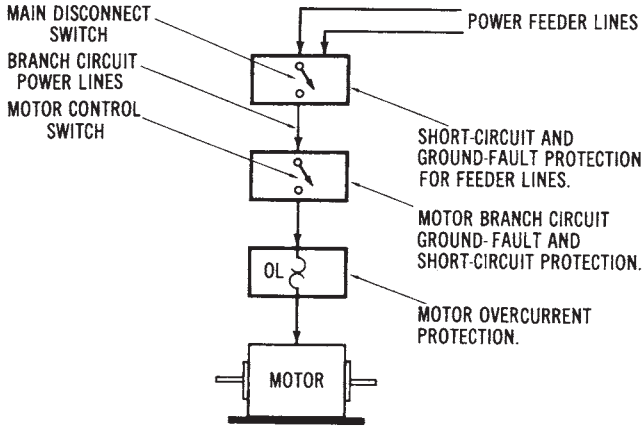 MAIN DISCONNECT
SWITCH
BRANCH CIRCUIT
POWER LINES
MOTOR CONTROL
SWITCH
POWER FEEDER LINES
SHORT-CIRCUIT AND
GROUND-FAULT PROTECTION
FOR FEEDER LINES.
MOTOR BRANCH CIRCUIT
GROUND-FAULT AND
SHORT-CIRCUIT PROTECTION.
OL
MOTOR OVERCURRENT
PROTECTION.
MOTOR